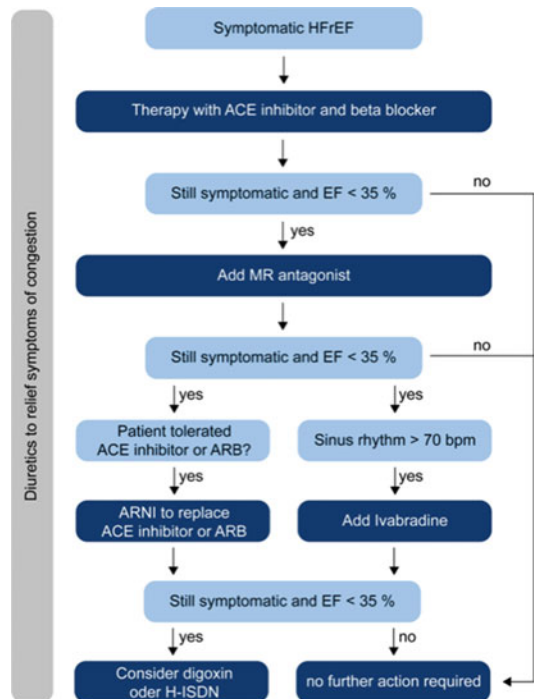 Diuretics to relief symptoms of congestion
Symptomatic HFrEF
Therapy with ACE inhibitor and beta blocker
Still symptomatic and EF < 35 %
no
yes
Add MR antagonist
Still symptomatic and EF < 35 %
no
yes
yes
Patient tolerated
ACE inhibitor or ARB?
Sinus rhythm > 70 bpm
yes
yes
ARNI to replace
ACE inhibitor or ARB
Add Ivabradine
Still symptomatic and EF < 35 %
yes
no
Consider digoxin
oder H-ISDN
no further action required